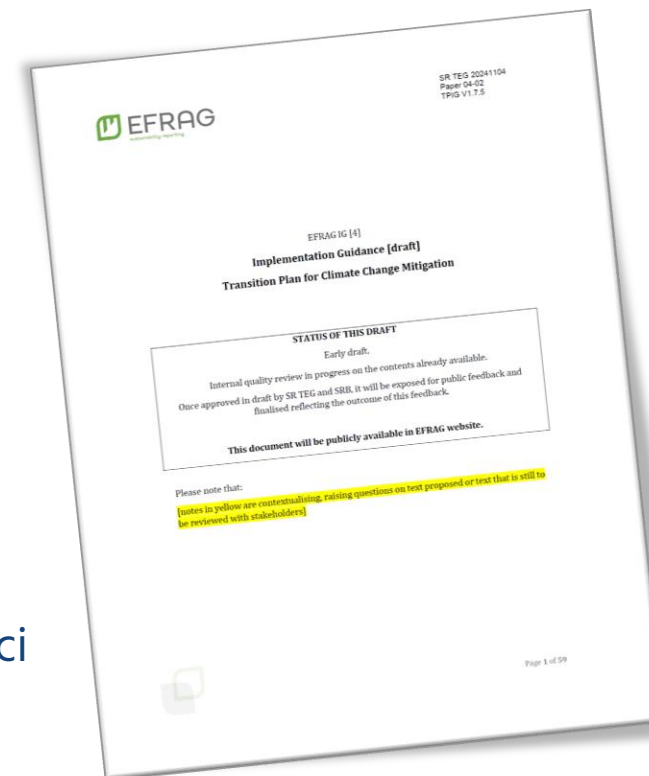 SR TEG 20241104
Paper 04-02
TPIG V1.7.5
EFRAG
EFRAG IG [4]
Implementation Guidance [draft]
Transition Plan for Climate Change Mitigation
STATUS OF THIS DRAFT
Early draft.
Internal quality review in progress on the contents already available.
Once approved in draft by SR TEG and SRB, it will be exposed for public feedback and
finalised reflecting the outcome of this feedback.
This document will be publicly available in EFRAG website.
Please note that:
[notes in yellow are contextualising, raising questions on text proposed or text that is still to
be reviewed with stakeholders]
ci
Page 1 of 59